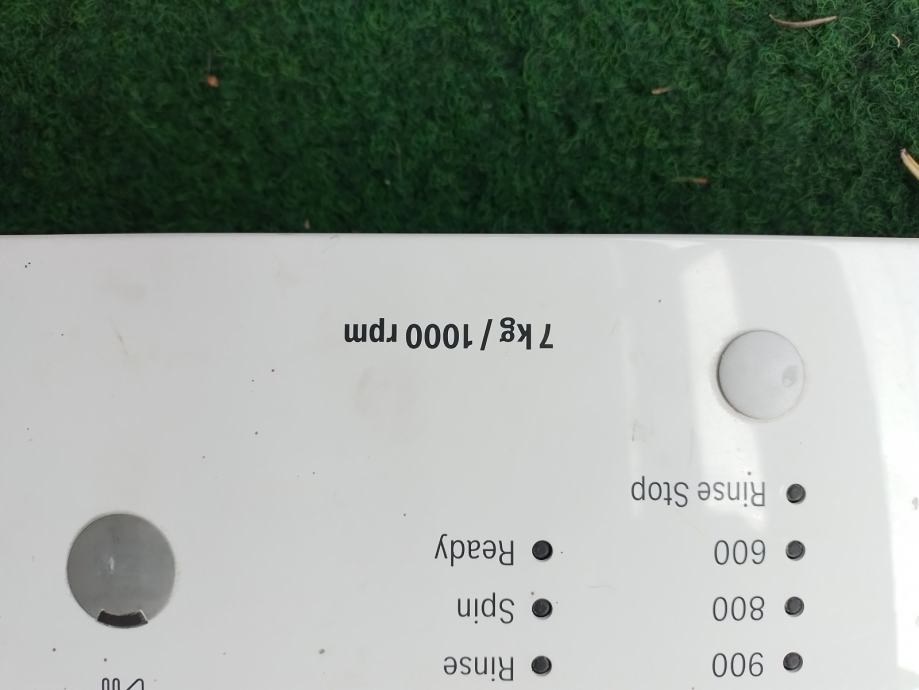 900 Rinse
800 Spin
600 Ready
Rinse Stop
7 kg / 1000 rpm